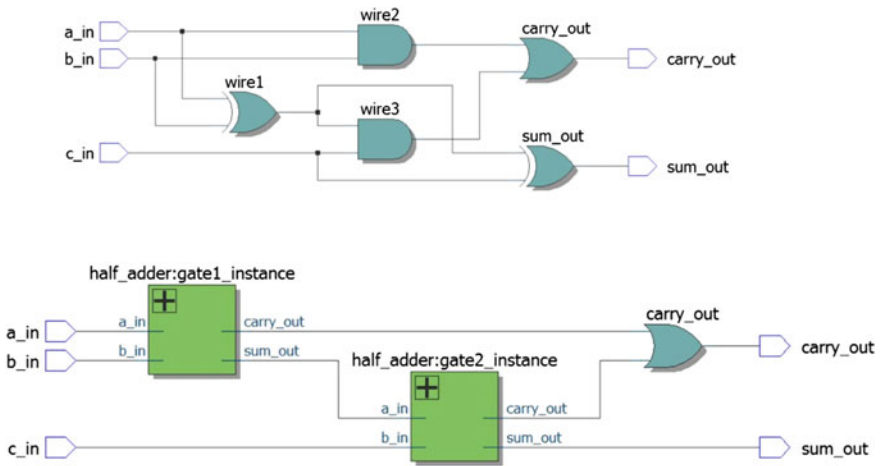 wire2
carry_out
a_in
b_in
carry_out
wire1
wire3
sum_out
c_in
sum_out
half_adder:gate1_instance
carry_out
a_in
a_in
carry_out
b_in
b_in
sum_out
carry_out
half_adder:gate2_instance
a_in
carry_out
c_in
b_in
sum_out
sum_out